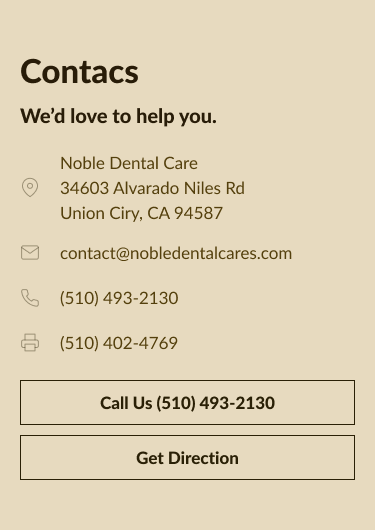 Contacs
We'd love to help you.
Noble Dental Care
34603 Alvarado Niles Rd
Union Ciry, CA 94587
contact@nobledentalcares.com
(510) 493-2130
(510) 402-4769
Call Us (510) 493-2130
Get Direction